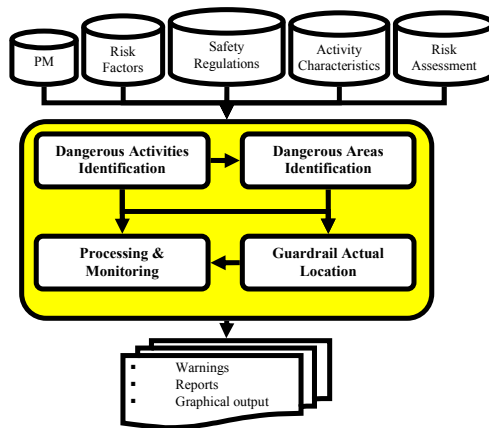 PM
Risk
Factors
Safety
Regulations
Activity
Characteristics
Risk
Assessment
Dangerous Activities
Identification
Dangerous Areas
Identification
Processing &
Monitoring
Guardrail Actual
Location
▪ Warnings
▪ Reports
▪ Graphical output